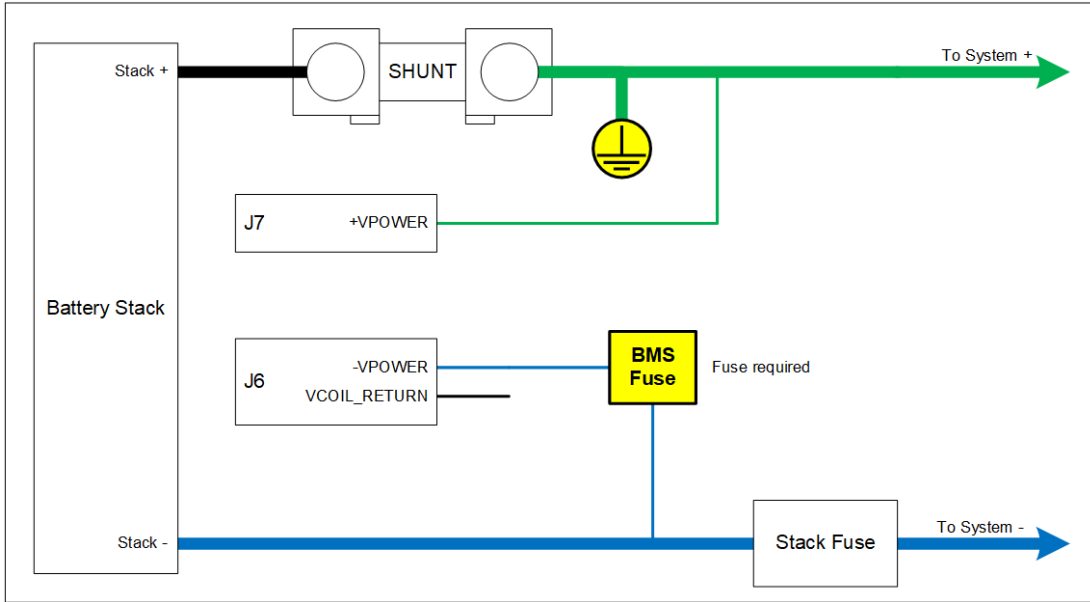 Stack +
SHUNT
To System +
J7
+VPOWER
Battery Stack
J6
-VPOWER
VCOIL_RETURN
BMS
Fuse
Fuse required
Stack -
Stack Fuse
To System -